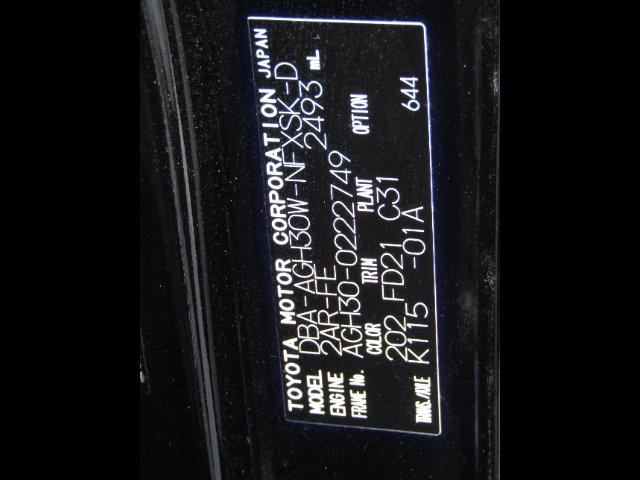 TOYOTA MOTOR CORPORATION JAPAN
MODEL DBA-AGH30W-NFXSK-D
ENGINE 2AR-FE 2493 mL
FRAME No. AGH30-0222749
COLOR TRIM PLANT OPTION
202 FD21 C31
TRANS./AXLE K115 -01A 644